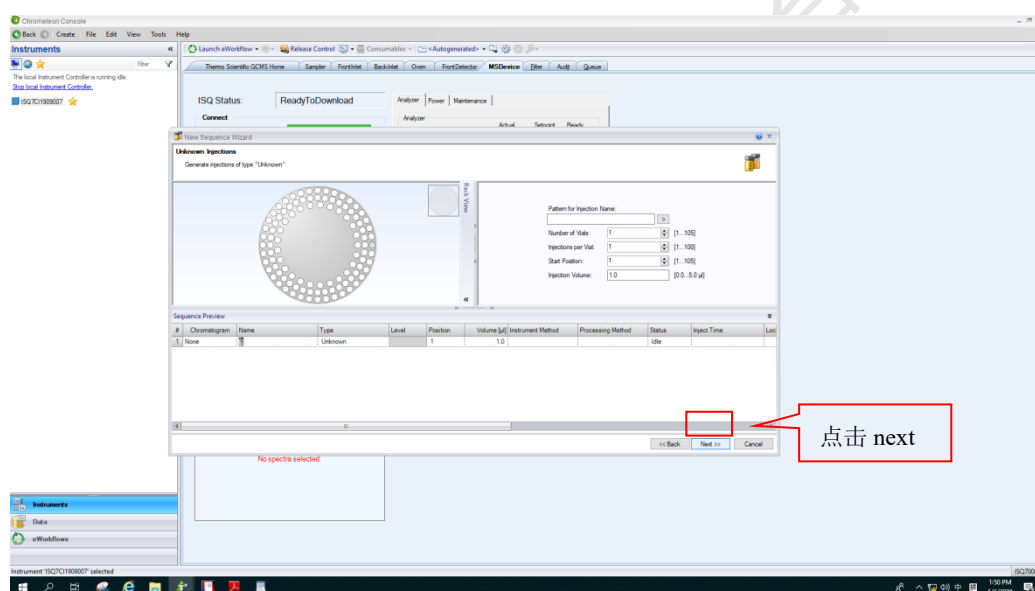 Chromeleon Console
Back Create File Edit View Tools Help
Instruments « Launch eWorkflow Release Control Consumables <Autogenerated>
Filter Thermo Scientific GCMS Home Sampler FrontInlet BackInlet Oven FrontDetector MSDevice Filter Audit Queue
The local Instrument Controller is running idle.
Stop local Instrument Controller.
ISQ7CI1909007
ISQ Status: ReadyToDownload Analyzer Power Maintenance
Connect Analyzer
Actual Setpoint Ready
New Sequence Wizard
Unknown Injections
Generate injections of type "Unknown"
Rack View
Pattern for Injection Name:
>
Number of Vials: 1 [1...105]
Injections per Vial: 1 [1...100]
Start Position: 1 [1...105]
Injection Volume: 1.0 [0.0...5.0 µl]
«
Sequence Preview
# Chromatogram Name Type Level Position Volume [µl] Instrument Method Processing Method Status Inject Time Loc
1 None Unknown 1 1.0 Idle
点击 next
<< Back Next >> Cancel
No spectra selected.
Instruments
Data
eWorkflows
Instrument 'ISQ7CI1909007' selected ISQ700
中
1:50 PM